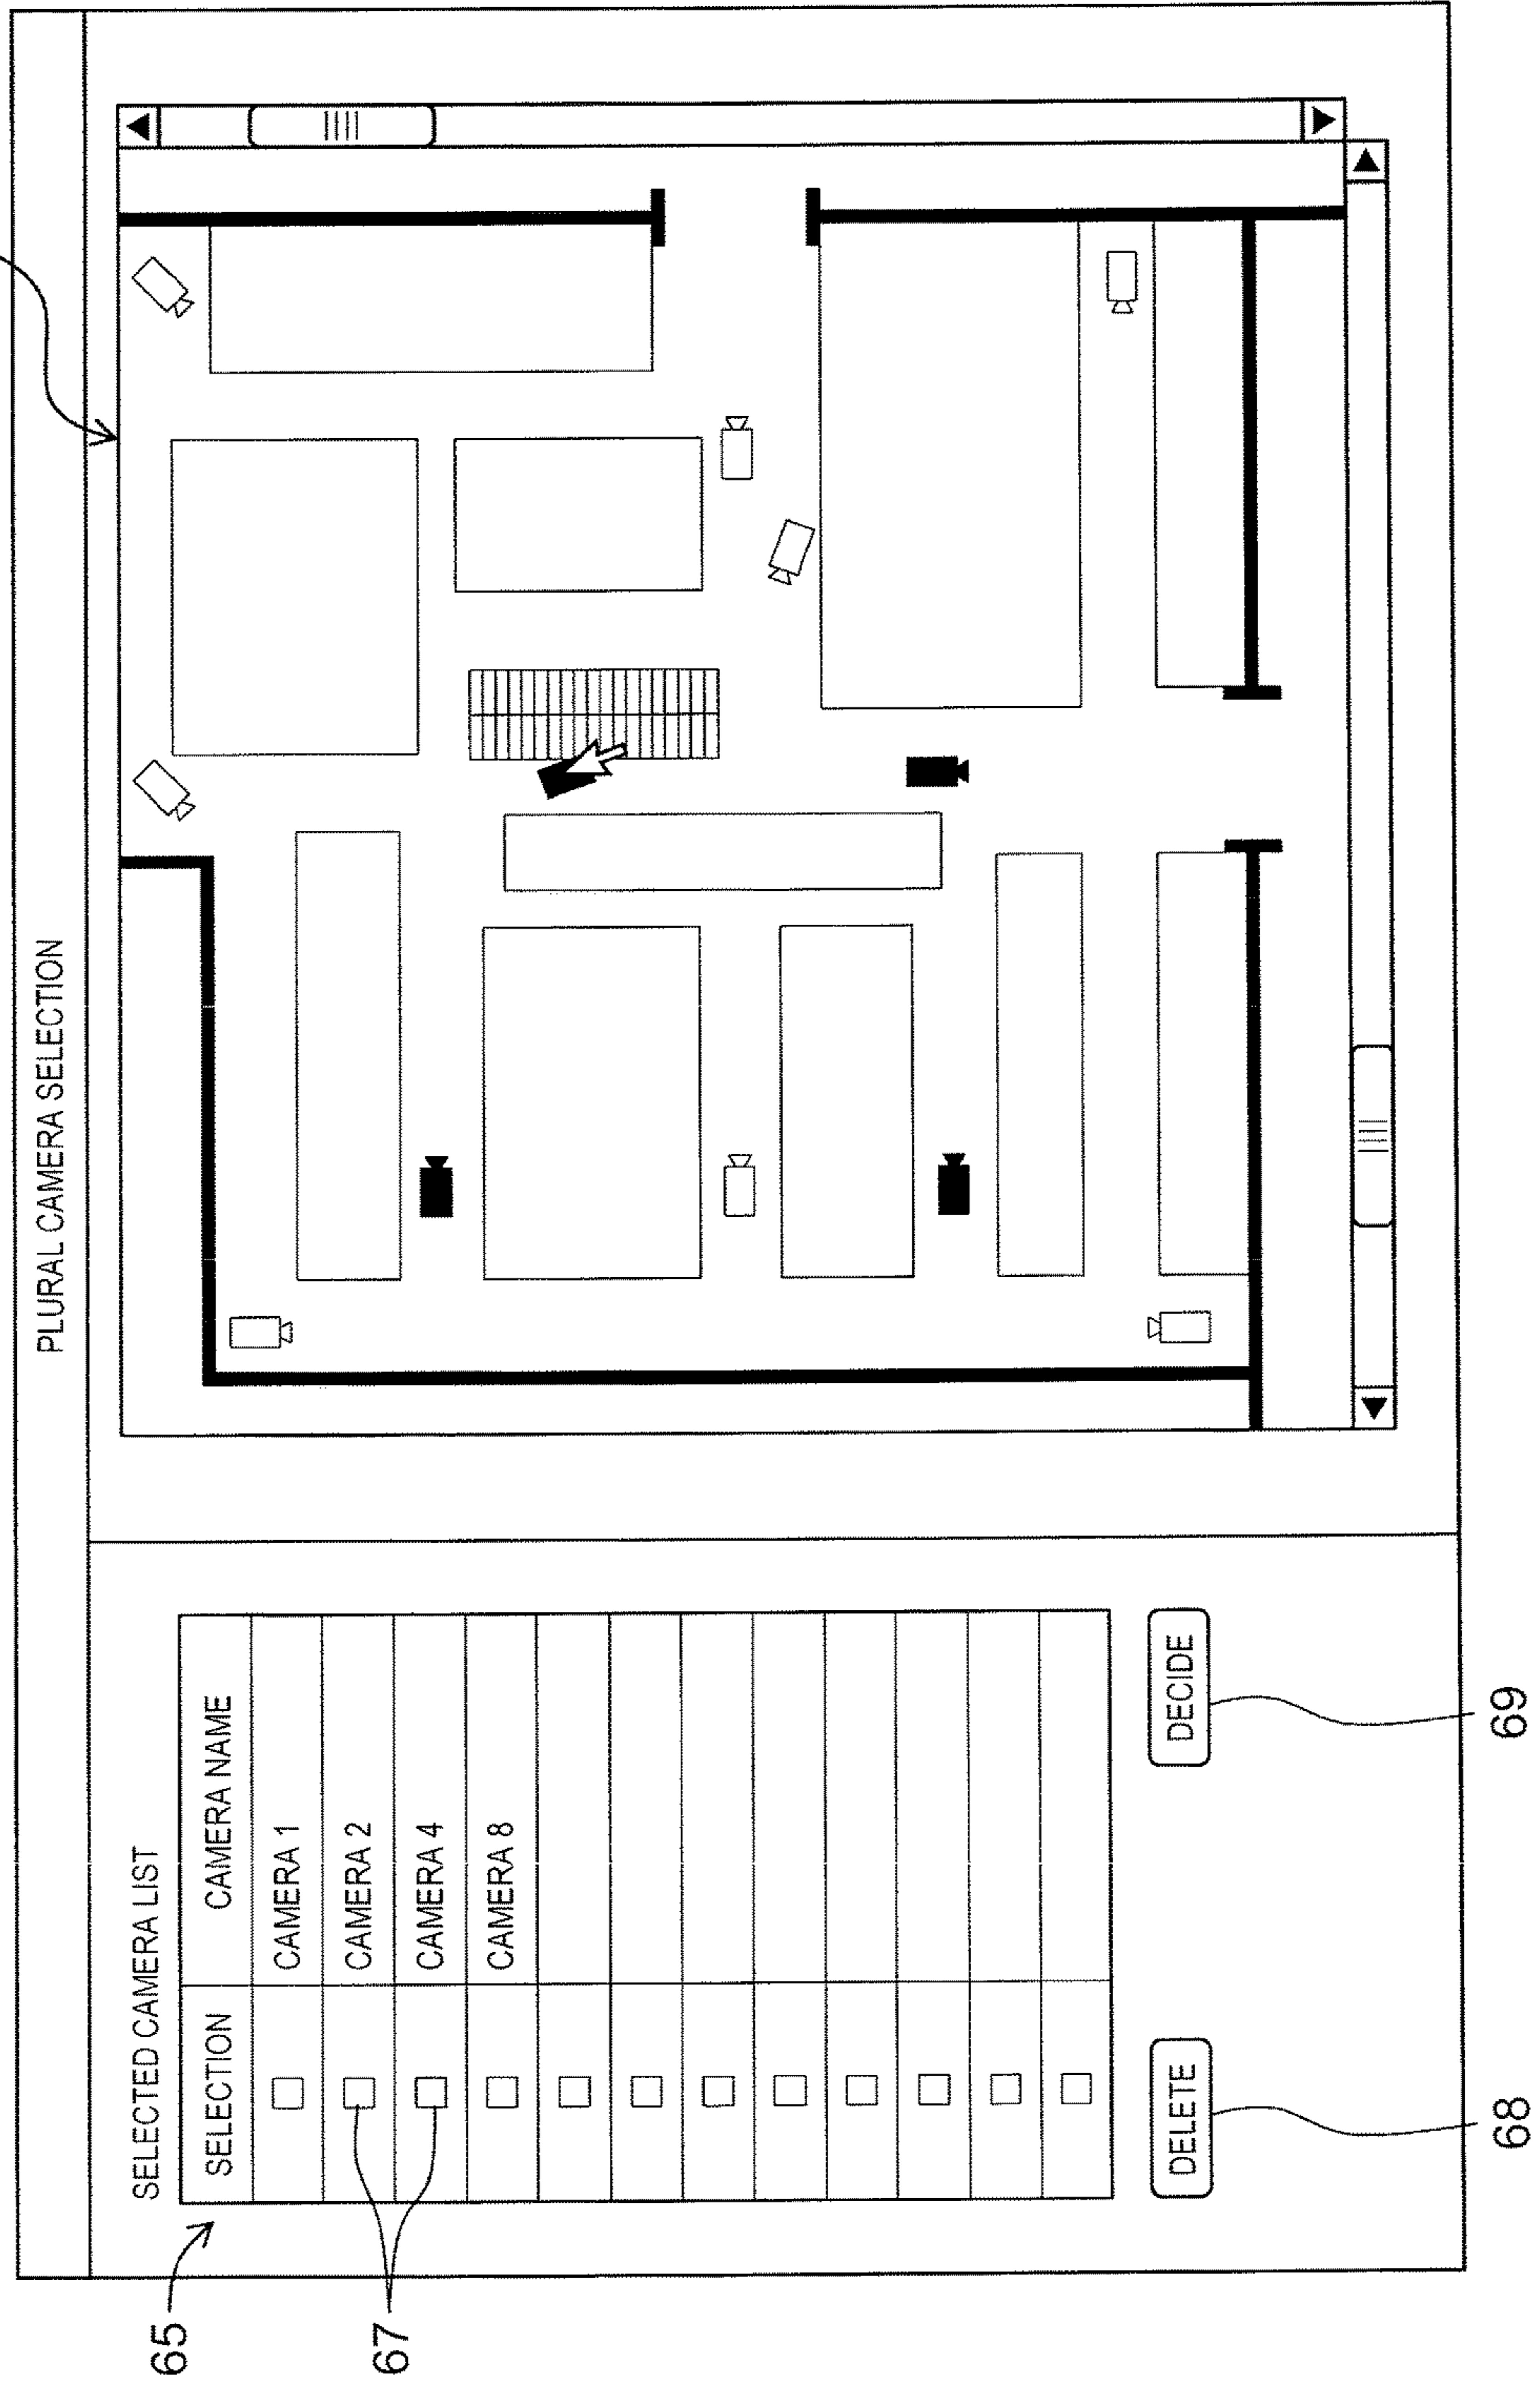 PLURAL CAMERA SELECTION
65
SELECTED CAMERA LIST
SELECTION CAMERA NAME
CAMERA 1
CAMERA 2
67
CAMERA 4
CAMERA 8
DELETE DECIDE
68 69